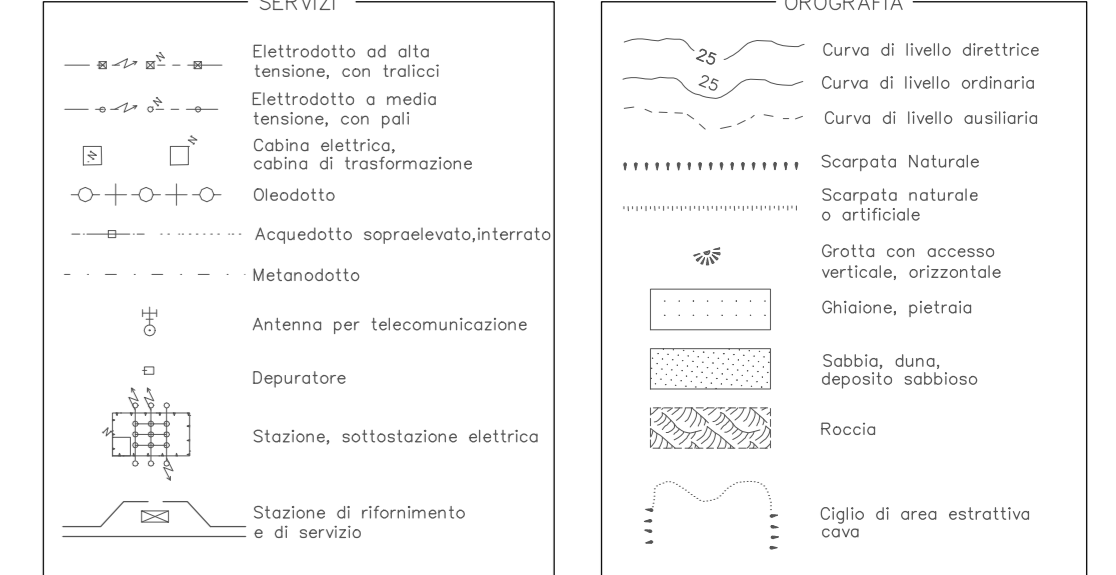 SERVIZI
Elettrodotto ad alta
tensione, con tralicci
Elettrodotto a media
tensione, con pali
Cabina elettrica,
cabina di trasformazione
Oleodotto
Acquedotto sopraelevato,interrato
Metanodotto
Antenna per telecomunicazione
Depuratore
Stazione, sottostazione elettrica
Stazione di rifornimento
e di servizio
OROGRAFIA
25
Curva di livello direttrice
25
Curva di livello ordinaria
Curva di livello ausiliaria
Scarpata Naturale
Scarpata naturale
o artificiale
Grotta con accesso
verticale, orizzontale
Ghiaione, pietraia
Sabbia, duna,
deposito sabbioso
Roccia
Ciglio di area estrattiva
cava